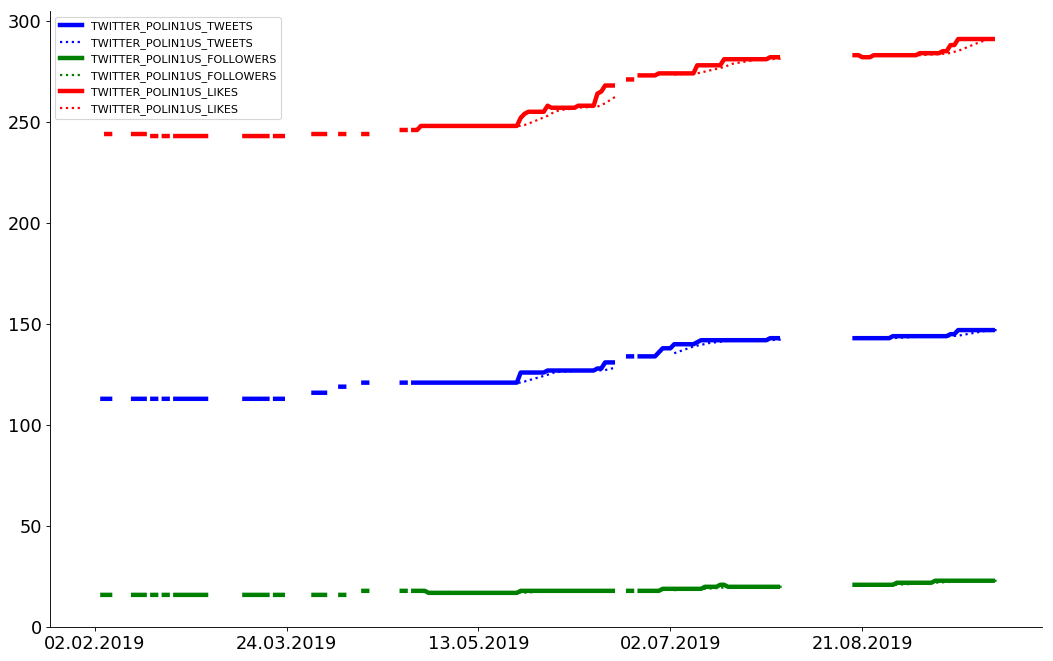 300
TWITTER_POLIN1US_TWEETS
TWITTER_POLIN1US_TWEETS
TWITTER_POLIN1US_FOLLOWERS
TWITTER_POLIN1US_FOLLOWERS
TWITTER_POLIN1US_LIKES
TWITTER_POLIN1US_LIKES
250
200
150
100
50
0
02.02.2019 24.03.2019 13.05.2019 02.07.2019 21.08.2019